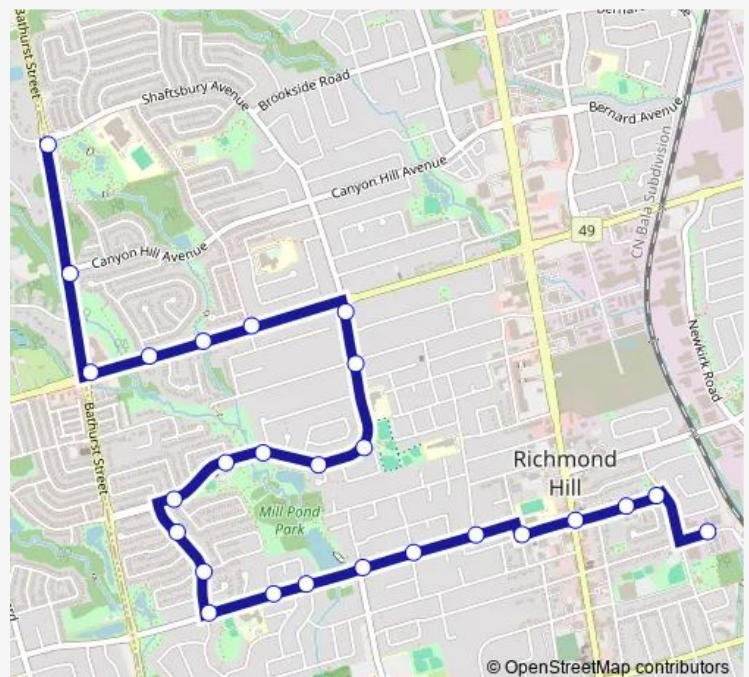 Bathurst Street
Shaftsbury Avenue
Brookside Road
Bernard Avenue
Canyon Hill Avenue
CN Bala Subdivision
49
Canyon Hill Avenue
Newkirk Road
Bathurst Street
Richmond
Hill
Mill Pond
Park
© OpenStreetMap contributors